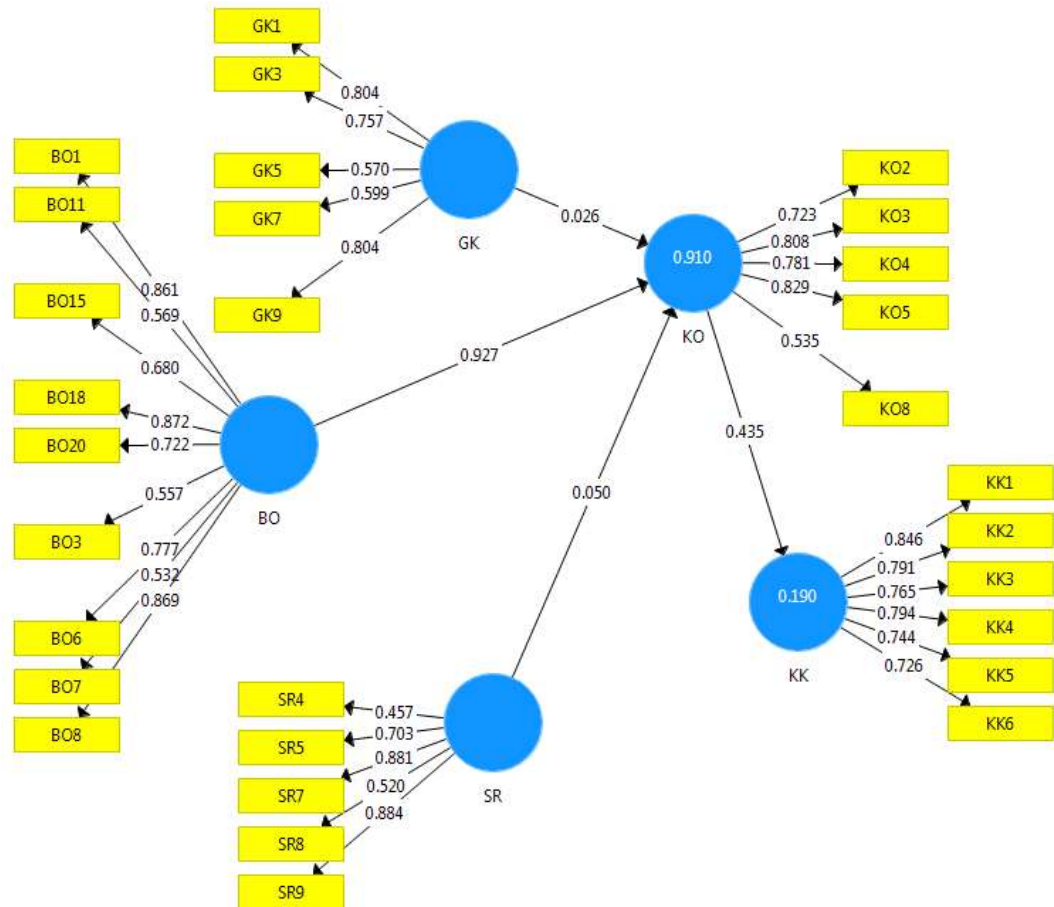 GK1
GK3
GK5
GK7
GK9
0.804
0.757
0.570
0.599
0.804
GK
0.026
BO1
BO11
BO15
BO18
BO20
BO3
BO6
BO7
BO8
0.861
0.569
0.680
0.872
0.722
0.557
0.777
0.532
0.869
BO
0.927
0.910
KO
KO2
KO3
KO4
KO5
KO8
0.723
0.808
0.781
0.829
0.535
0.435
0.050
SR4
SR5
SR7
SR8
SR9
0.457
0.703
0.881
0.520
0.884
SR
0.190
KK
KK1
KK2
KK3
KK4
KK5
KK6
0.846
0.791
0.765
0.794
0.744
0.726